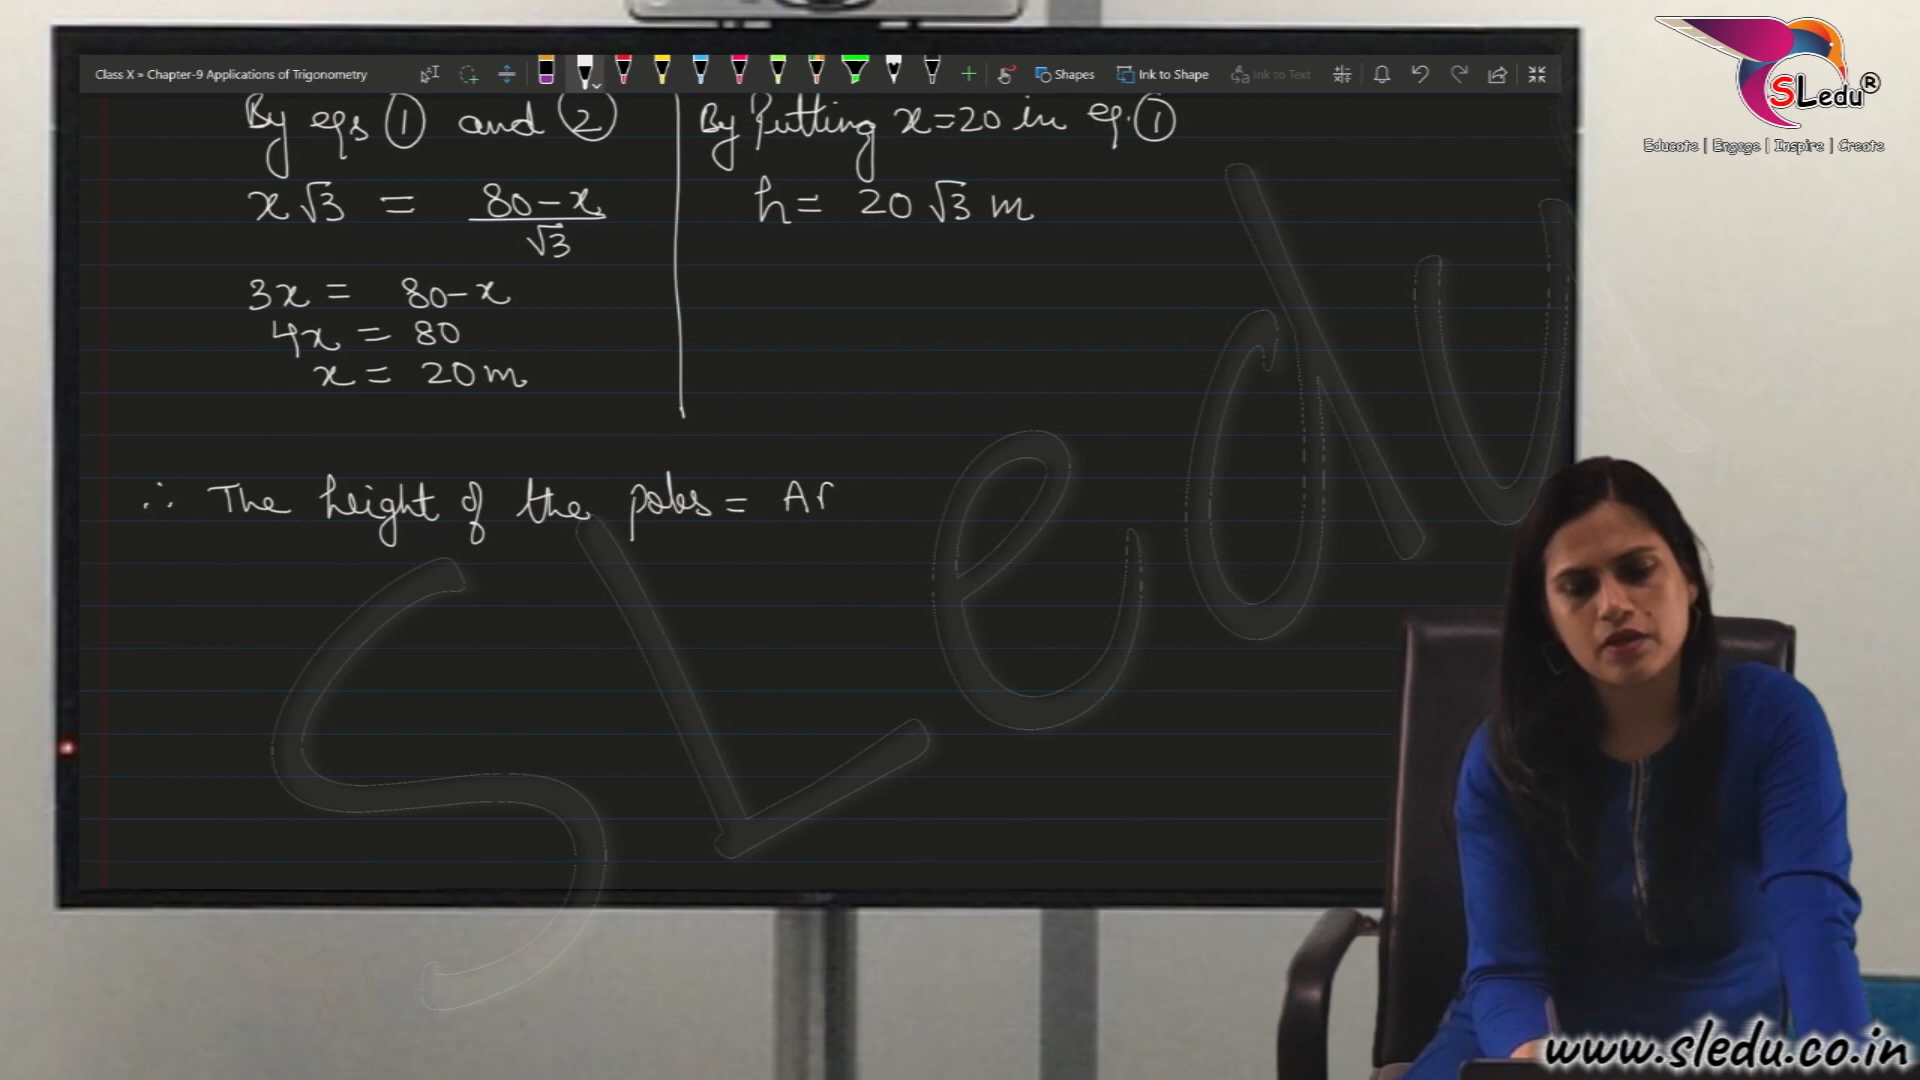 SLedu®
Educate | Engage | Inspire | Create
Class X » Chapter-9 Applications of Trigonometry
Shapes
Ink to Shape
Ink to Text
By eqs ① and ②
x√3 = 80-x/√3
3x = 80-x
4x = 80
x = 20m
By Putting x=20 in eq.①
h= 20√3 m
∴ The height of the poles =
SLedu
www.sledu.co.in